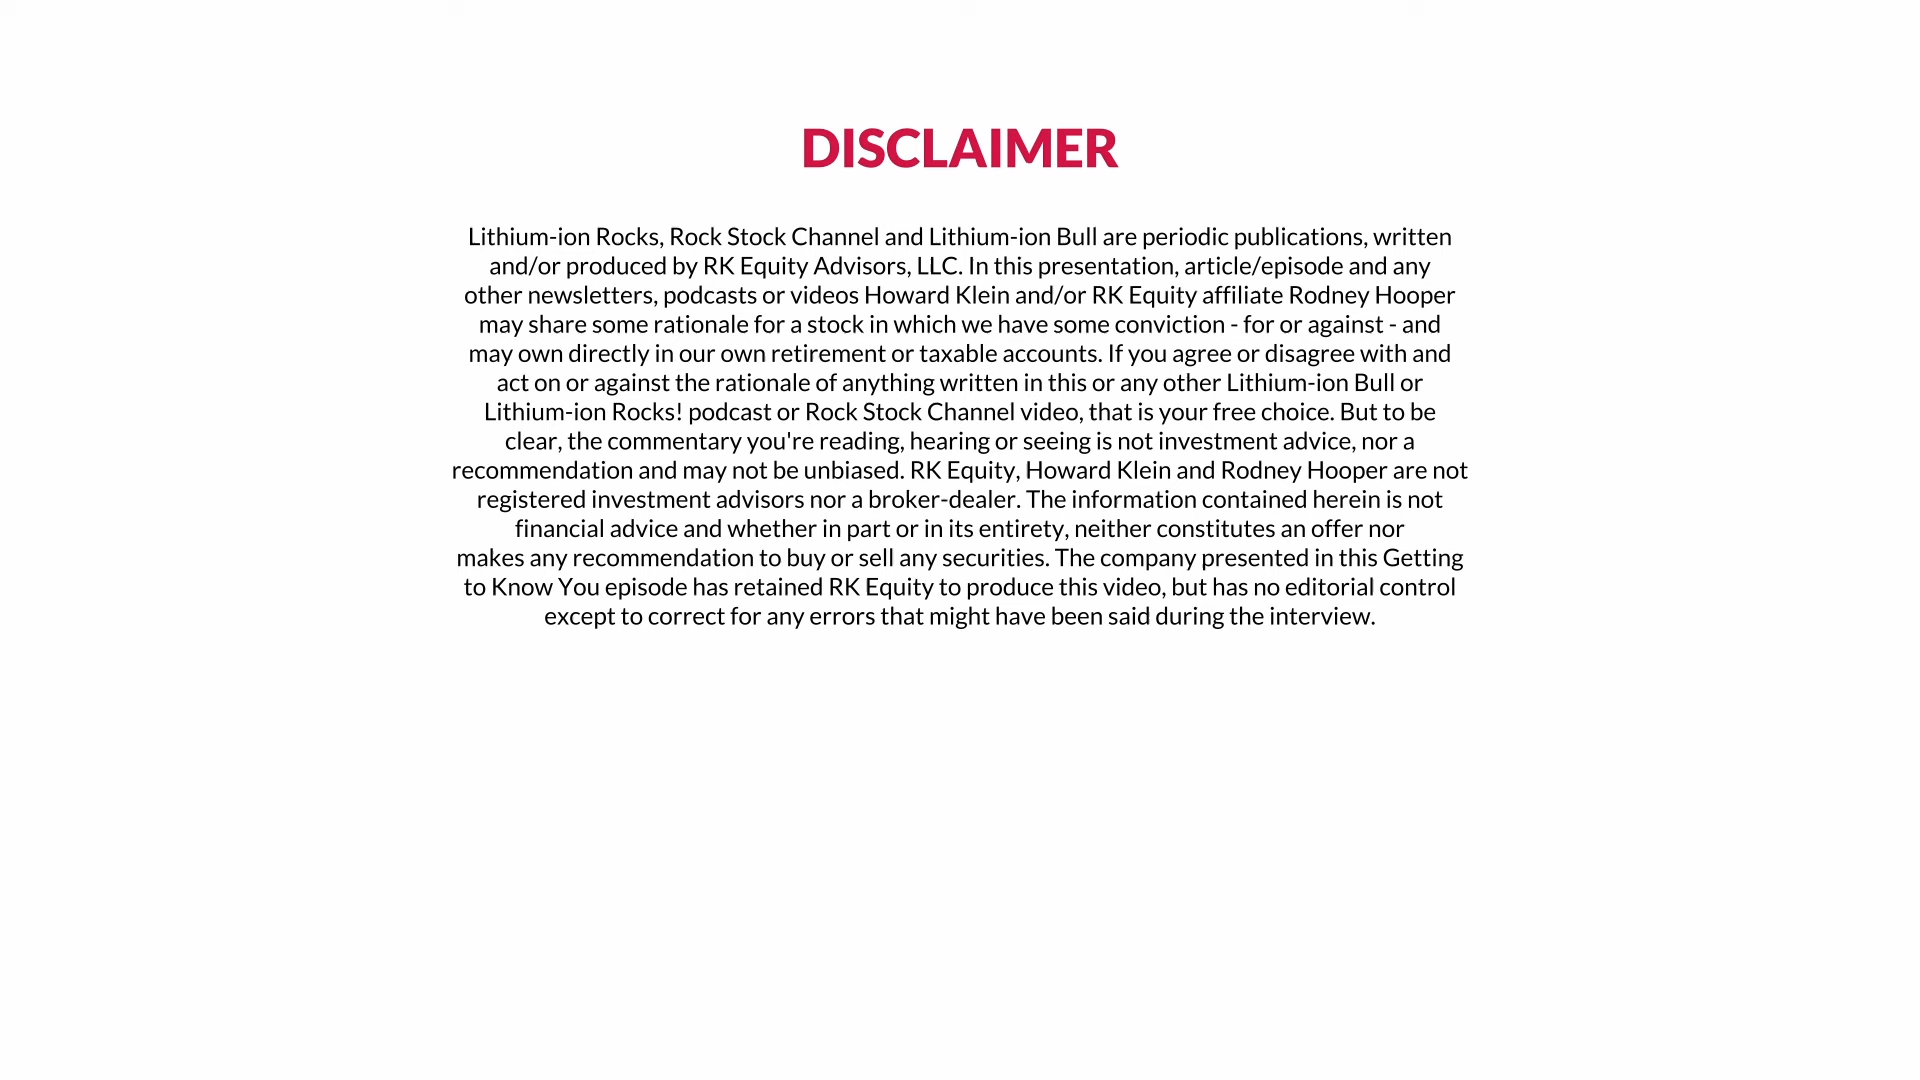 DISCLAIMER
Lithium-ion Rocks, Rock Stock Channel and Lithium-ion Bull are periodic publications, written
and/or produced by RK Equity Advisors, LLC. In this presentation, article/episode and any
other newsletters, podcasts or videos Howard Klein and/or RK Equity affiliate Rodney Hooper
may share some rationale for a stock in which we have some conviction - for or against - and
may own directly in our own retirement or taxable accounts. If you agree or disagree with and
act on or against the rationale of anything written in this or any other Lithium-ion Bull or
Lithium-ion Rocks! podcast or Rock Stock Channel video, that is your free choice. But to be
clear, the commentary you're reading, hearing or seeing is not investment advice, nor a
recommendation and may not be unbiased. RK Equity, Howard Klein and Rodney Hooper are not
registered investment advisors nor a broker-dealer. The information contained herein is not
financial advice and whether in part or in its entirety, neither constitutes an offer nor
makes any recommendation to buy or sell any securities. The company presented in this Getting
to Know You episode has retained RK Equity to produce this video, but has no editorial control
except to correct for any errors that might have been said during the interview.